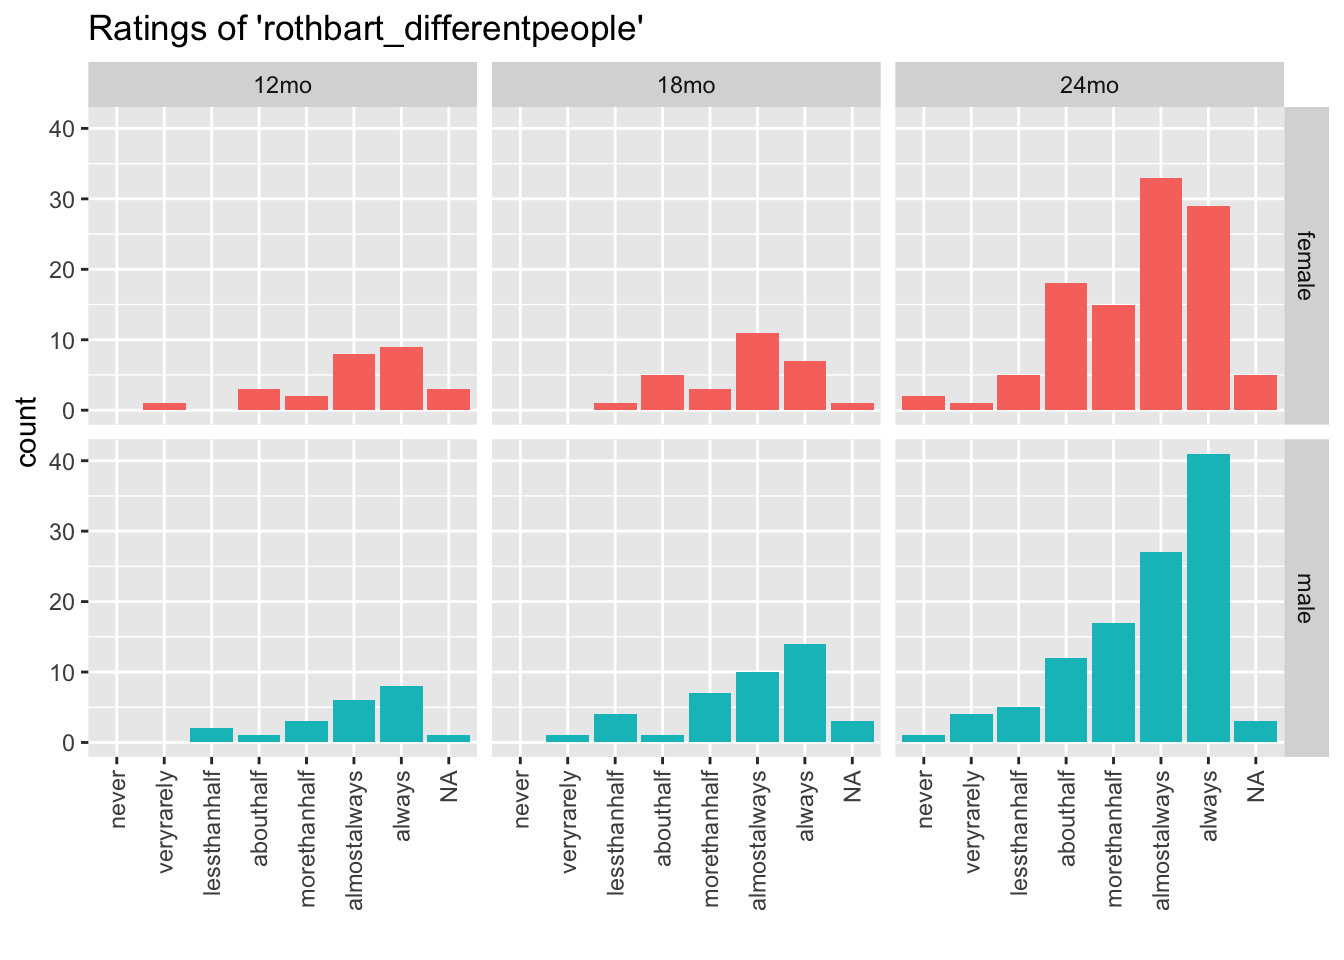 Ratings of 'rothbart_differentpeople'
12mo 18mo 24mo
40
30
20
10
0
female
count
40
30
20
10
0
male
never veryrarely lessthanhalf abouthalf morethanhalf almostalways always NA never veryrarely lessthanhalf abouthalf morethanhalf almostalways always NA never veryrarely lessthanhalf abouthalf morethanhalf almostalways always NA